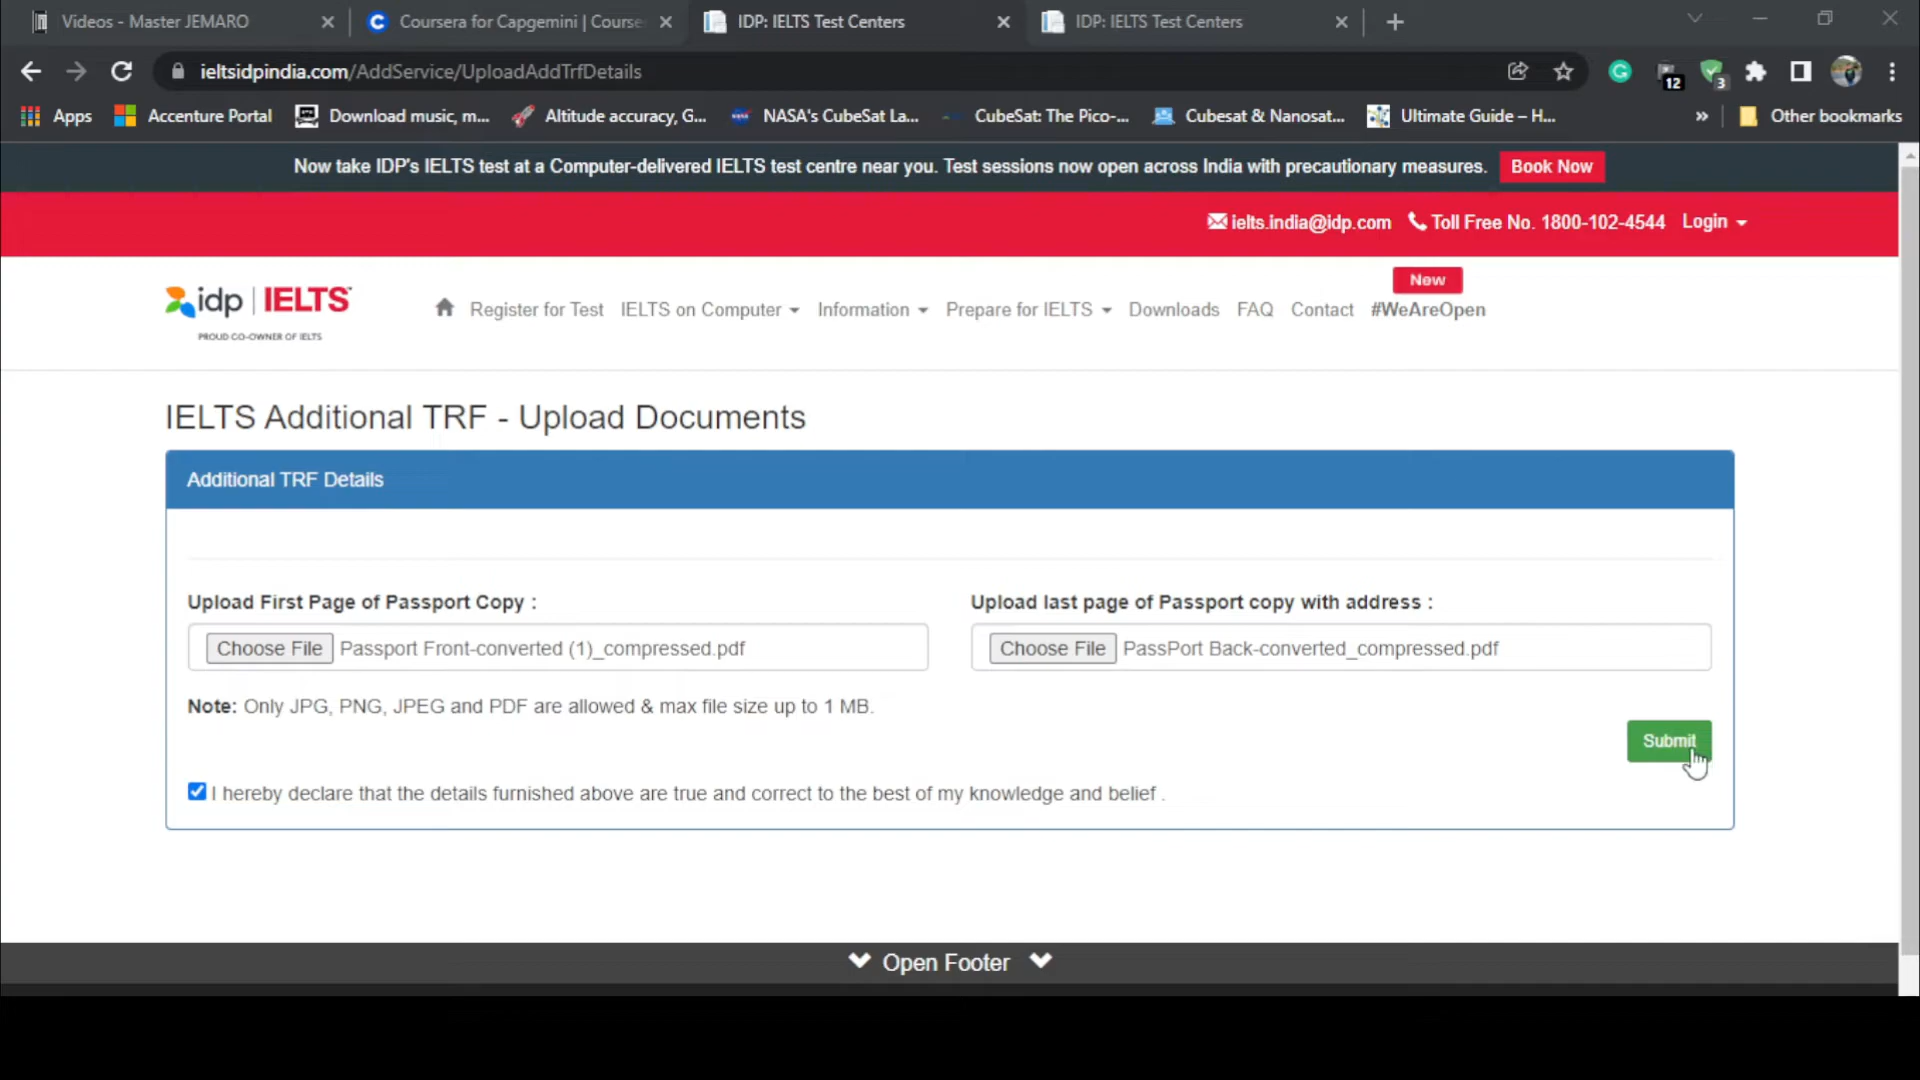 Videos - Master JEMARO
Coursera for Capgemini | Course
IDP: IELTS Test Centers
IDP: IELTS Test Centers
ieltsidpindia.com/AddService/UploadAddTrfDetails
12
3
Apps
Accenture Portal
Download music, m...
Altitude accuracy, G...
NASA's CubeSat La...
CubeSat: The Pico-...
Cubesat & Nanosat...
Ultimate Guide – H...
»
Other bookmarks
Now take IDP's IELTS test at a Computer-delivered IELTS test centre near you. Test sessions now open across India with precautionary measures.
Book Now
ielts.india@idp.com
Toll Free No. 1800-102-4544
Login
idp | IELTS™
PROUD CO-OWNER OF IELTS
Register for Test
IELTS on Computer
Information
Prepare for IELTS
Downloads
FAQ
Contact
New
#WeAreOpen
IELTS Additional TRF - Upload Documents
Additional TRF Details
Upload First Page of Passport Copy :
Upload last page of Passport copy with address :
Choose File Passport Front-converted (1)_compressed.pdf
Choose File PassPort Back-converted_compressed.pdf
Note: Only JPG, PNG, JPEG and PDF are allowed & max file size up to 1 MB.
Submit
I hereby declare that the details furnished above are true and correct to the best of my knowledge and belief .
Open Footer